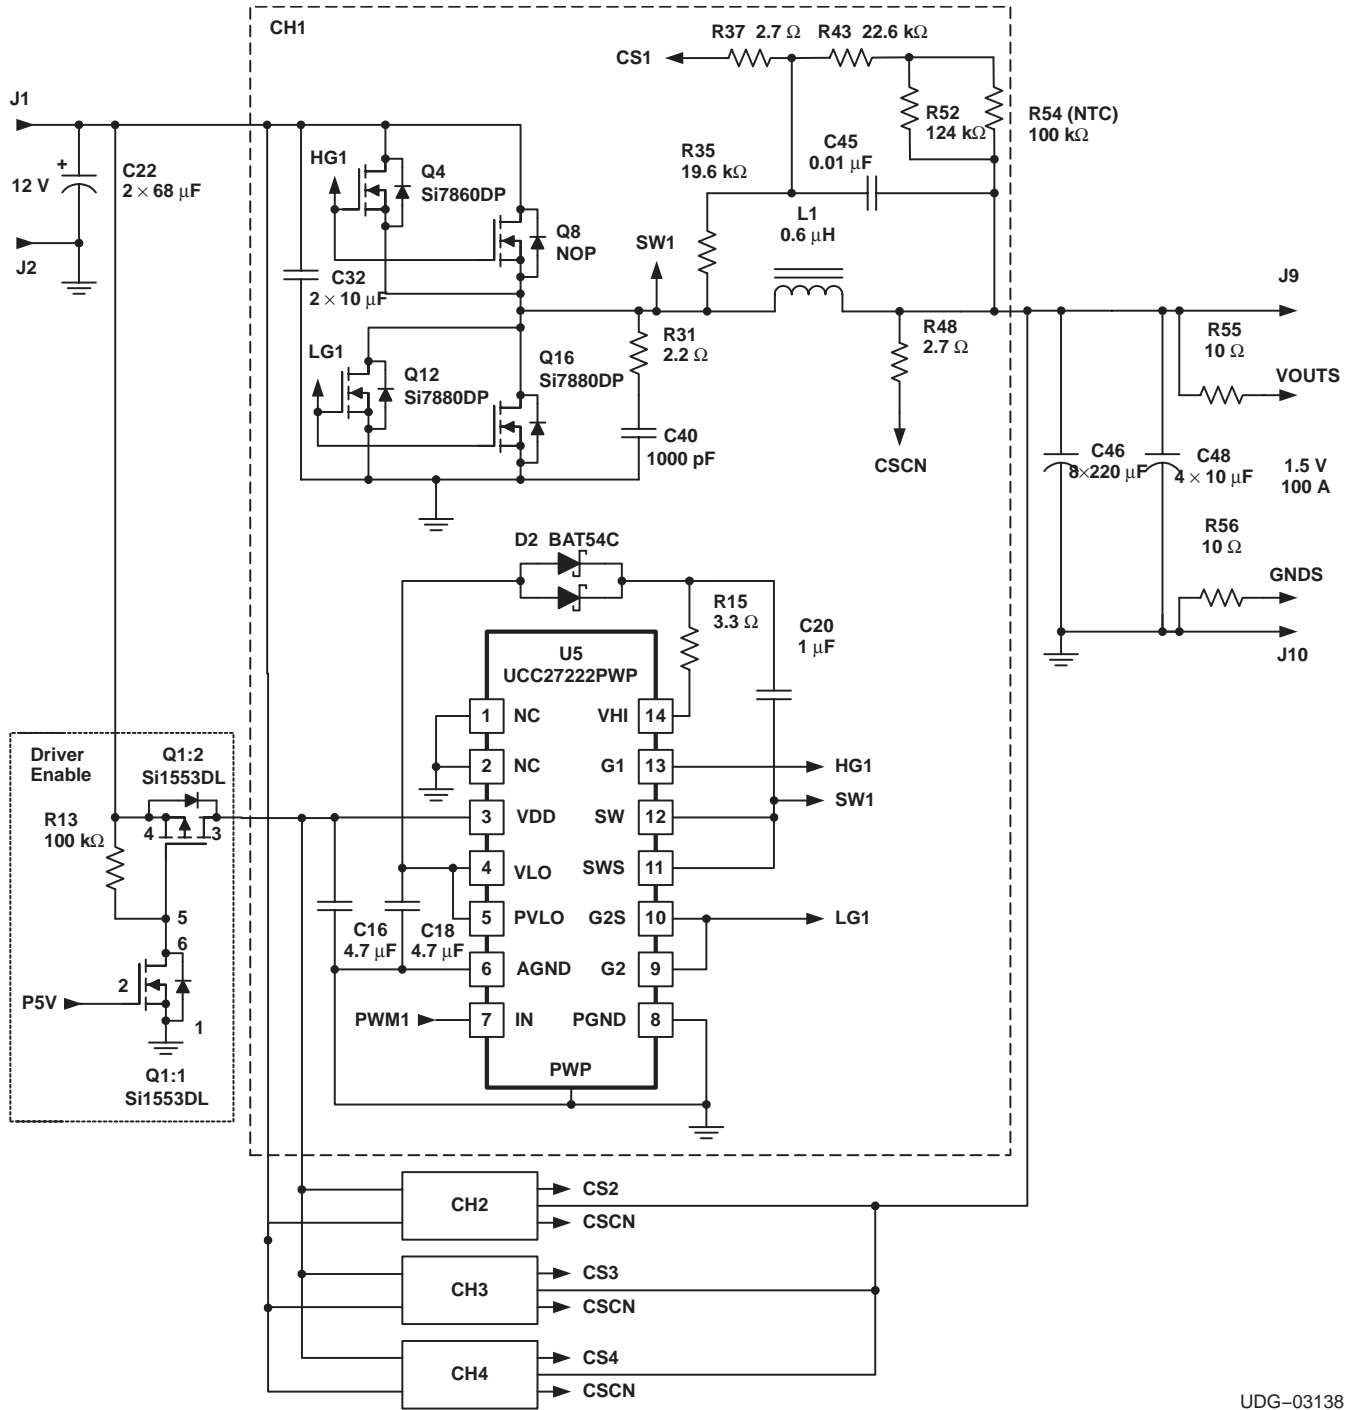 CH1
R37 2.7 Ω
R43 22.6 kΩ
CS1
J1
R52
124 kΩ
R54 (NTC)
100 kΩ
C45
0.01 μF
R35
19.6 kΩ
HG1
Q4
Si7860DP
+
C22
2 × 68 μF
12 V
J2
L1
0.6 μH
Q8
NOP
SW1
C32
2 × 10 μF
J9
R31
2.2 Ω
R48
2.7 Ω
R55
10 Ω
LG1
Q12
Si7880DP
Q16
Si7880DP
VOUTS
C40
1000 pF
CSCN
C46
8×220 μF
C48
4 × 10 μF
1.5 V
100 A
R56
10 Ω
GNDS
J10
D2 BAT54C
R15
3.3 Ω
C20
1 μF
U5
UCC27222PWP
1 NC VHI 14
2 NC G1 13 HG1
SW1
3 VDD SW 12
4 VLO SWS 11
5 PVLO G2S 10 LG1
6 AGND G2 9
PWM1 7 IN PGND 8
PWP
C16
4.7 μF
C18
4.7 μF
Driver
Enable
Q1:2
Si1553DL
R13
100 kΩ
4
3
5
6
2
P5V
1
Q1:1
Si1553DL
CH2
CS2
CSCN
CH3
CS3
CSCN
CH4
CS4
CSCN
UDG−03138